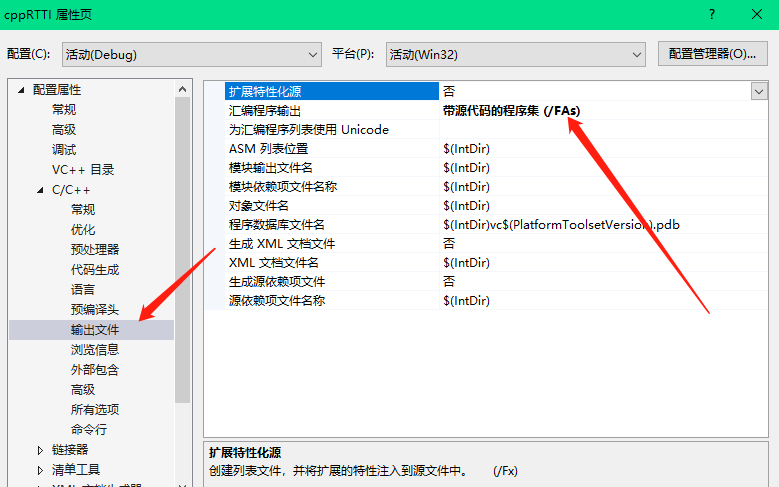 cppRTTI 属性页
配置(C): 活动(Debug) 平台(P): 活动(Win32) 配置管理器(O)...
配置属性
常规
高级
调试
VC++ 目录
C/C++
常规
优化
预处理器
代码生成
语言
预编译头
输出文件
浏览信息
外部包含
高级
所有选项
命令行
链接器
清单工具
扩展特性化源 否
汇编程序输出 带源代码的程序集 (/FAs)
为汇编程序列表使用 Unicode
ASM 列表位置 $(IntDir)
模块输出文件名 $(IntDir)
模块依赖项文件名称 $(IntDir)
对象文件名 $(IntDir)
程序数据库文件名 $(IntDir)vc$(PlatformToolsetVersion).pdb
生成 XML 文档文件 否
XML 文档文件名 $(IntDir)
生成源依赖项文件 否
源依赖项文件名称 $(IntDir)
扩展特性化源
创建列表文件，并将扩展的特性注入到源文件中。 (/Fx)